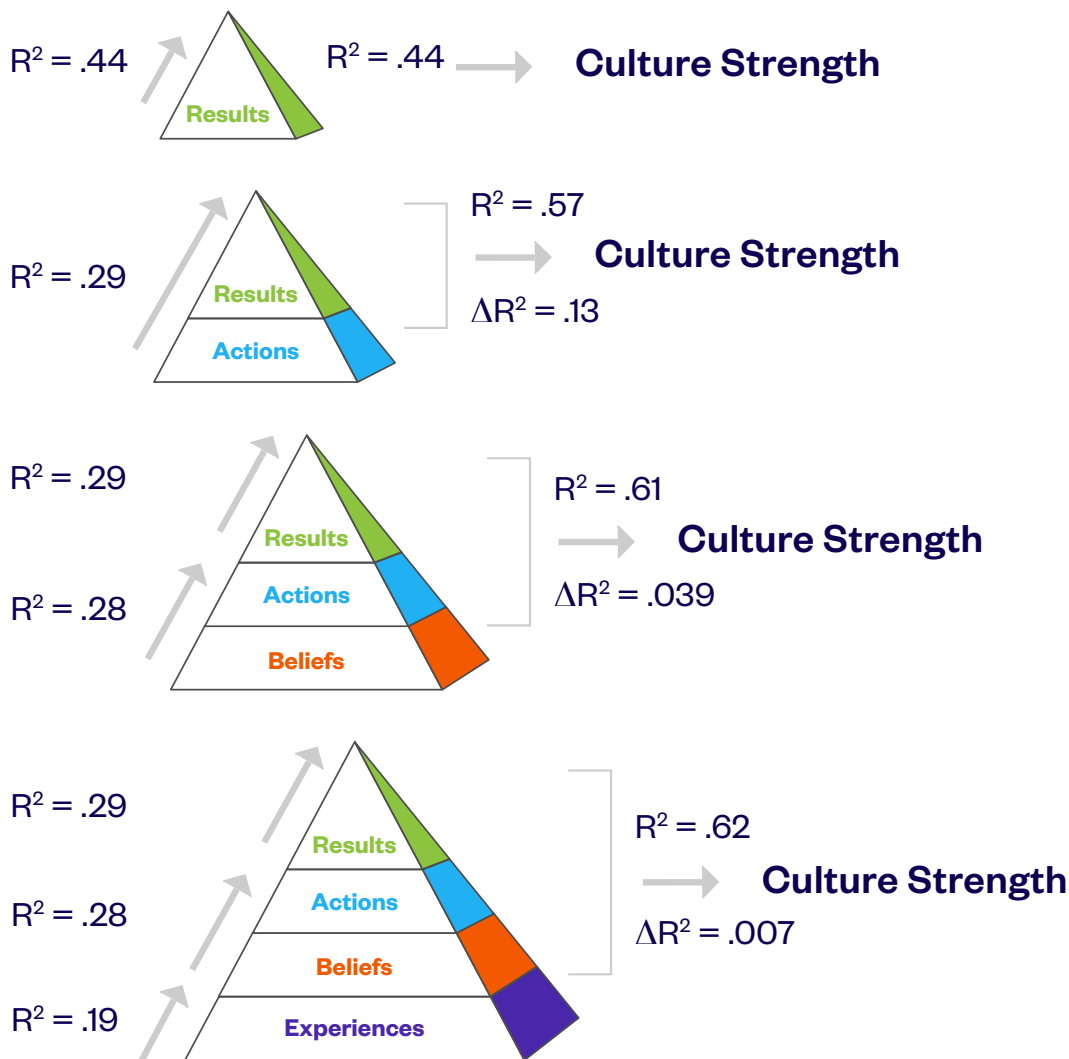 R² = .44
R² = .44
Culture Strength
Results
R² = .57
Culture Strength
R² = .29
Results
ΔR² = .13
Actions
R² = .29
R² = .61
Results
Culture Strength
R² = .28
Actions
ΔR² = .039
Beliefs
R² = .29
R² = .62
Results
Culture Strength
R² = .28
Actions
ΔR² = .007
Beliefs
R² = .19
Experiences